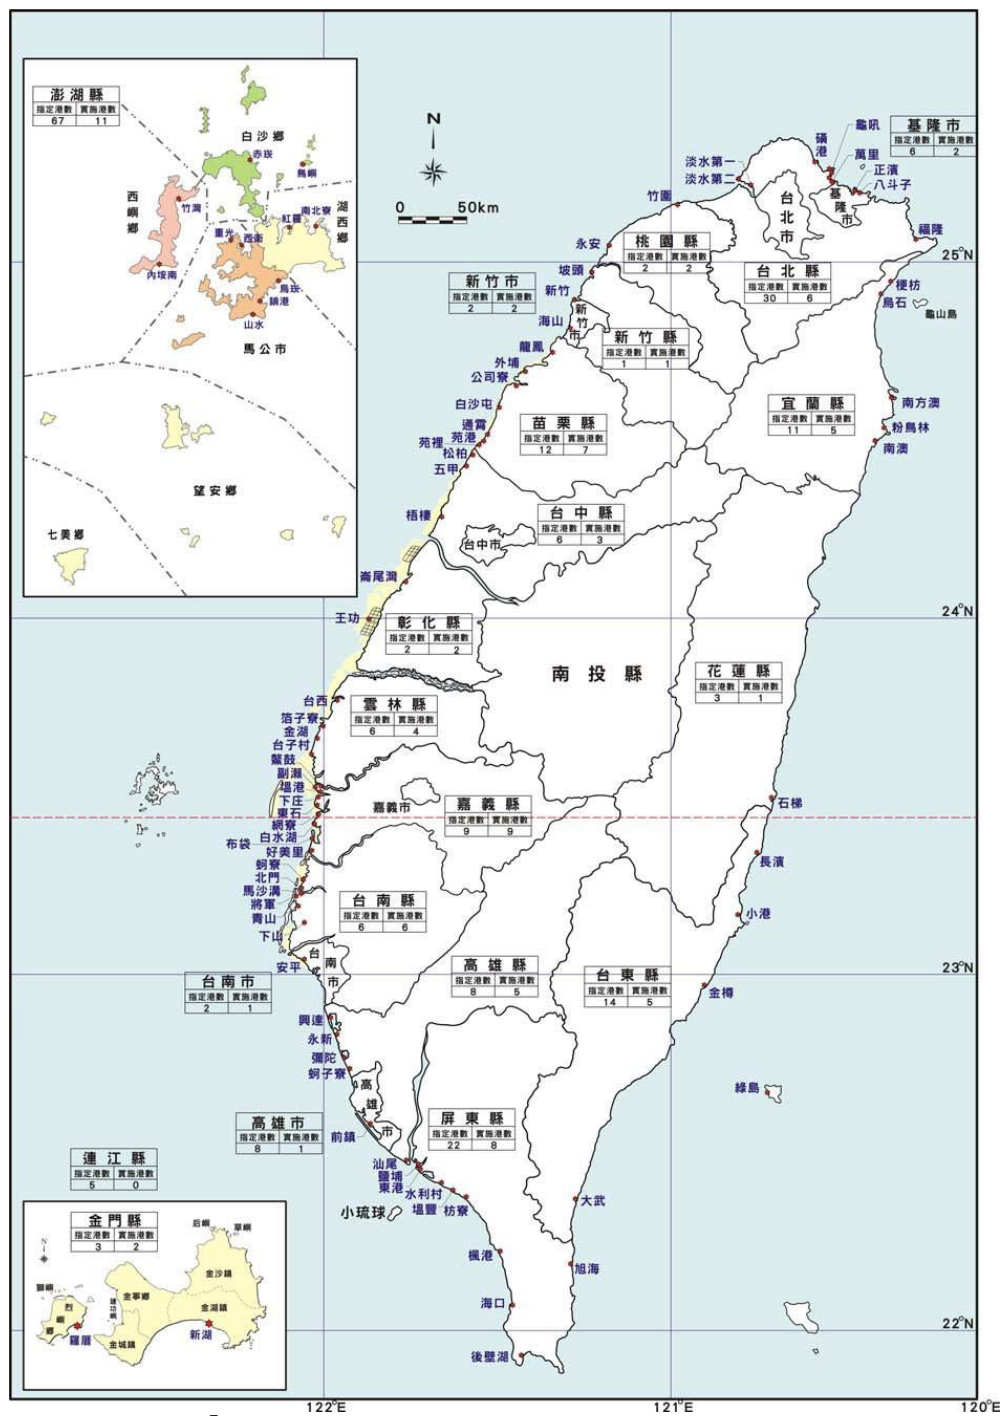 澎湖縣
指定港數 實施港數
67 11
白沙鄉
赤崁
鳥嶼
西嶼鄉
竹灣
內垵南
湖西鄉
南北寮
紅羅
重光
西衛
烏崁
鎖港
山水
馬公市
望安鄉
七美鄉
N
0 50km
基隆市
指定港數 實施港數
6 2
龜吼
磺港
萬里
正濱
八斗子
基隆市
淡水第一
淡水第二
台北市
竹圍
福隆
永安
桃園縣
指定港數 實施港數
2 2
25°N
台北縣
指定港數 實施港數
30 6
坡頭
梗枋
烏石
龜山島
新竹市
指定港數 實施港數
2 2
新竹
新竹市
海山
新竹縣
指定港數 實施港數
1 1
龍鳳
外埔
公司寮
白沙屯
宜蘭縣
指定港數 實施港數
11 5
南方澳
粉鳥林
南澳
苗栗縣
指定港數 實施港數
12 7
通霄
苑港
苑裡
松柏
五甲
梧棲
台中縣
指定港數 實施港數
6 3
台中市
崙尾灣
王功
24°N
彰化縣
指定港數 實施港數
2 2
南投縣
花蓮縣
指定港數 實施港數
3 1
台西
雲林縣
指定港數 實施港數
6 4
箔子寮
金湖
台子村
鰲鼓
副瀨
塭港
下庄
東石
網寮
白水湖
布袋
好美里
嘉義市
嘉義縣
指定港數 實施港數
9 9
石梯
長濱
蚵寮
北門
馬沙溝
將軍
青山
下山
台南縣
指定港數 實施港數
6 6
小港
安平
台南市
23°N
台南市
指定港數 實施港數
2 1
高雄縣
指定港數 實施港數
8 5
台東縣
指定港數 實施港數
14 5
金樽
興達
永新
彌陀
蚵子寮
高雄市
綠島
高雄市
指定港數 實施港數
8 1
前鎮
屏東縣
指定港數 實施港數
22 8
汕尾
鹽埔
東港
水利村
塭豐
枋寮
小琉球
大武
連江縣
指定港數 實施港數
5 0
楓港
旭海
海口
後壁湖
22°N
金門縣
指定港數 實施港數
3 2
后嶼
草嶼
N
金沙鎮
獅嶼
烈嶼鄉
金寧鄉
金湖鎮
羅厝
新湖
金城鎮
122°E 121°E 120°E